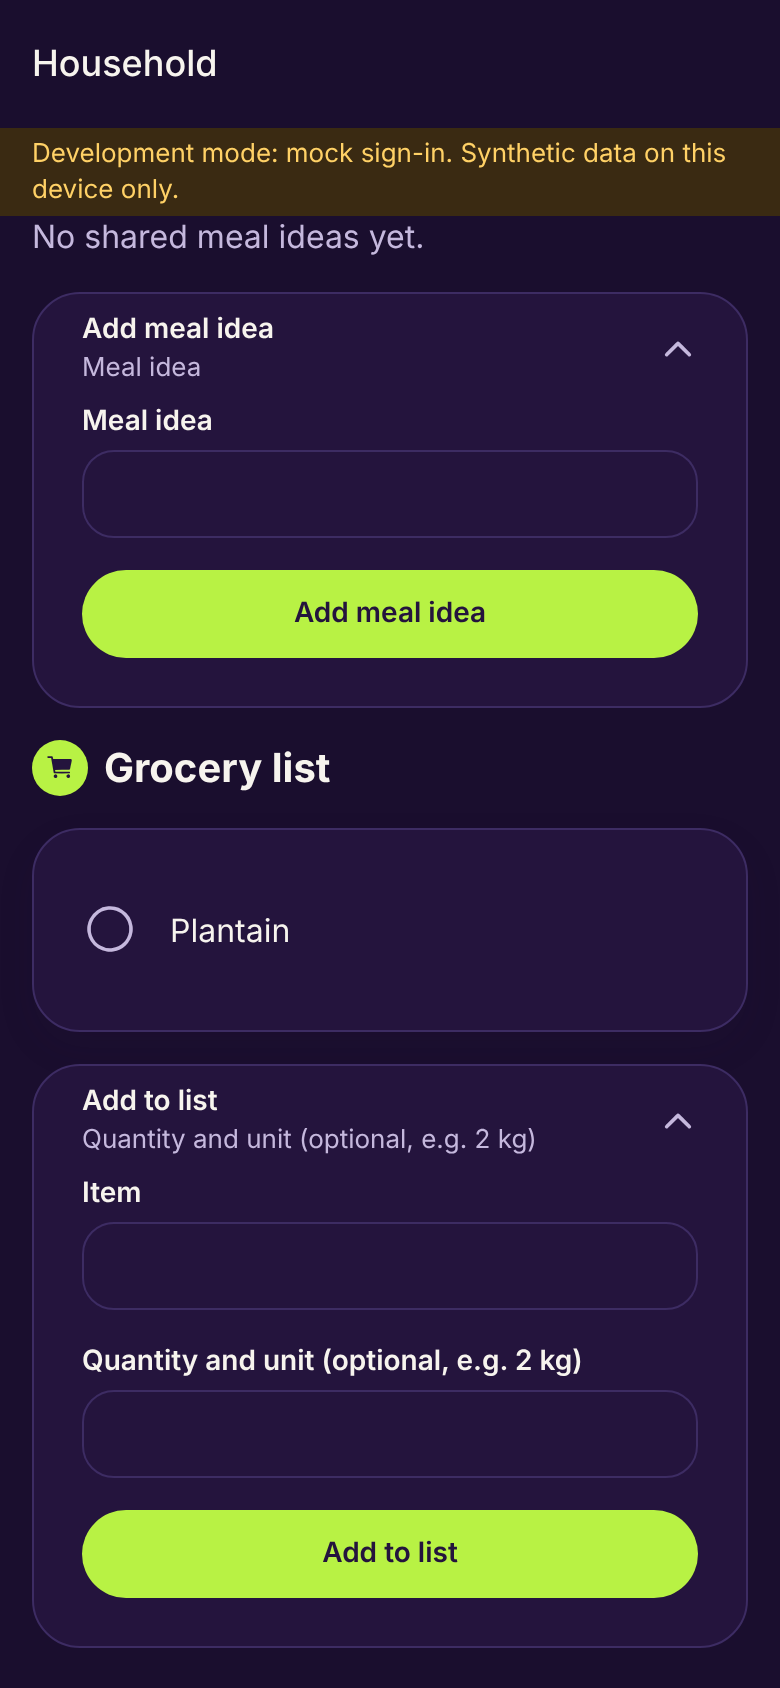 Household
Development mode: mock sign-in. Synthetic data on this
device only.
No shared meal ideas yet.
Add meal idea
Meal idea
Meal idea
Add meal idea
Grocery list
Plantain
Add to list
Quantity and unit (optional, e.g. 2 kg)
Item
Quantity and unit (optional, e.g. 2 kg)
Add to list